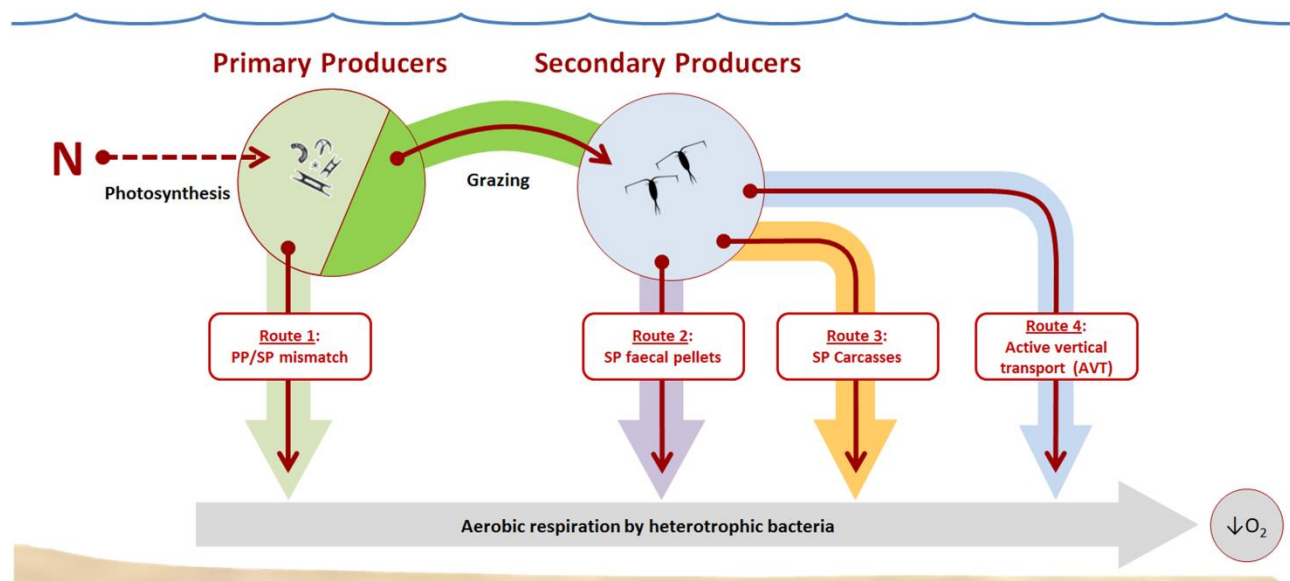 Primary Producers
Secondary Producers
N
Photosynthesis
Grazing
Route 1:
PP/SP mismatch
Route 2:
SP faecal pellets
Route 3:
SP Carcasses
Route 4:
Active vertical
transport (AVT)
Aerobic respiration by heterotrophic bacteria
↓O₂